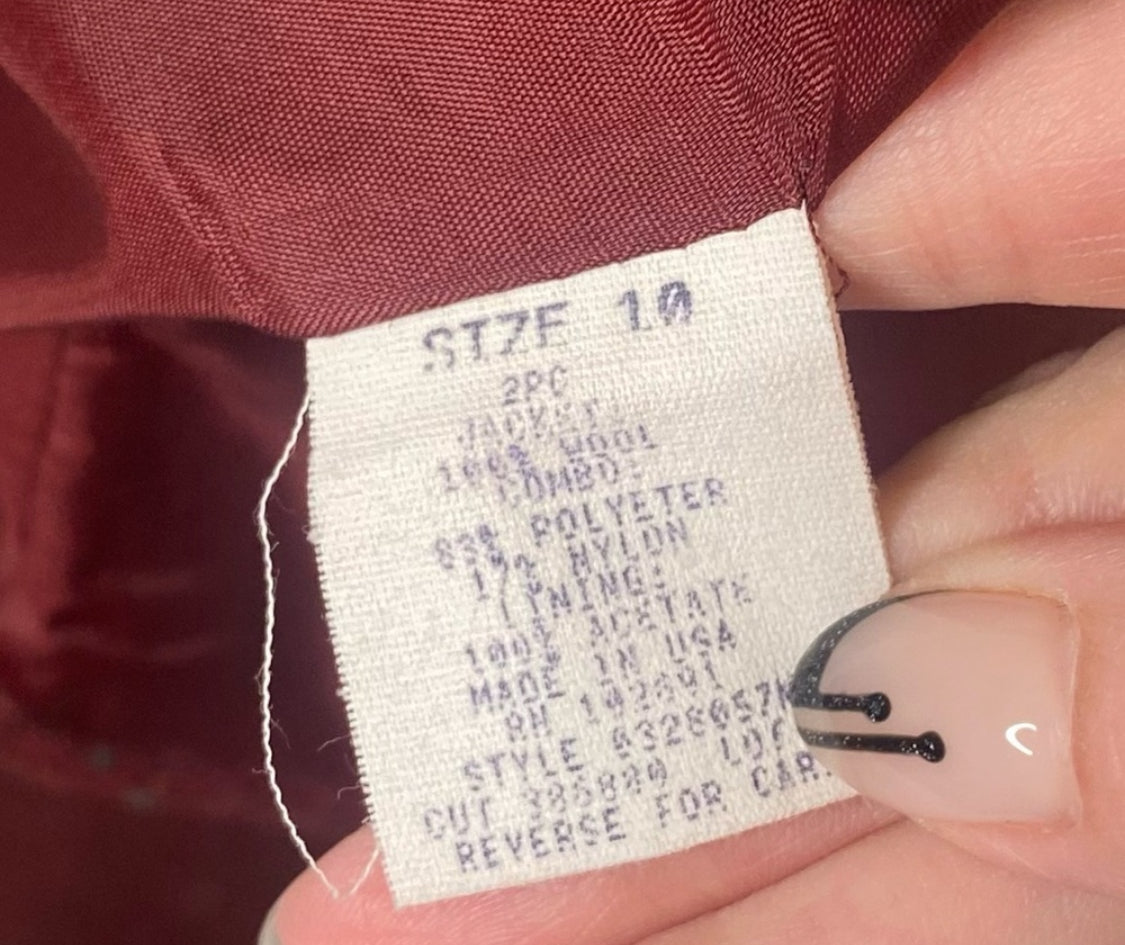 SIZE 10
2PC
JACKET
100% WOOL
COMBO:
83% POLYETER
17% NYLON
LINING:
100% ACETATE
MADE IN USA
RN
STYLE
CUT
REVERSE FOR